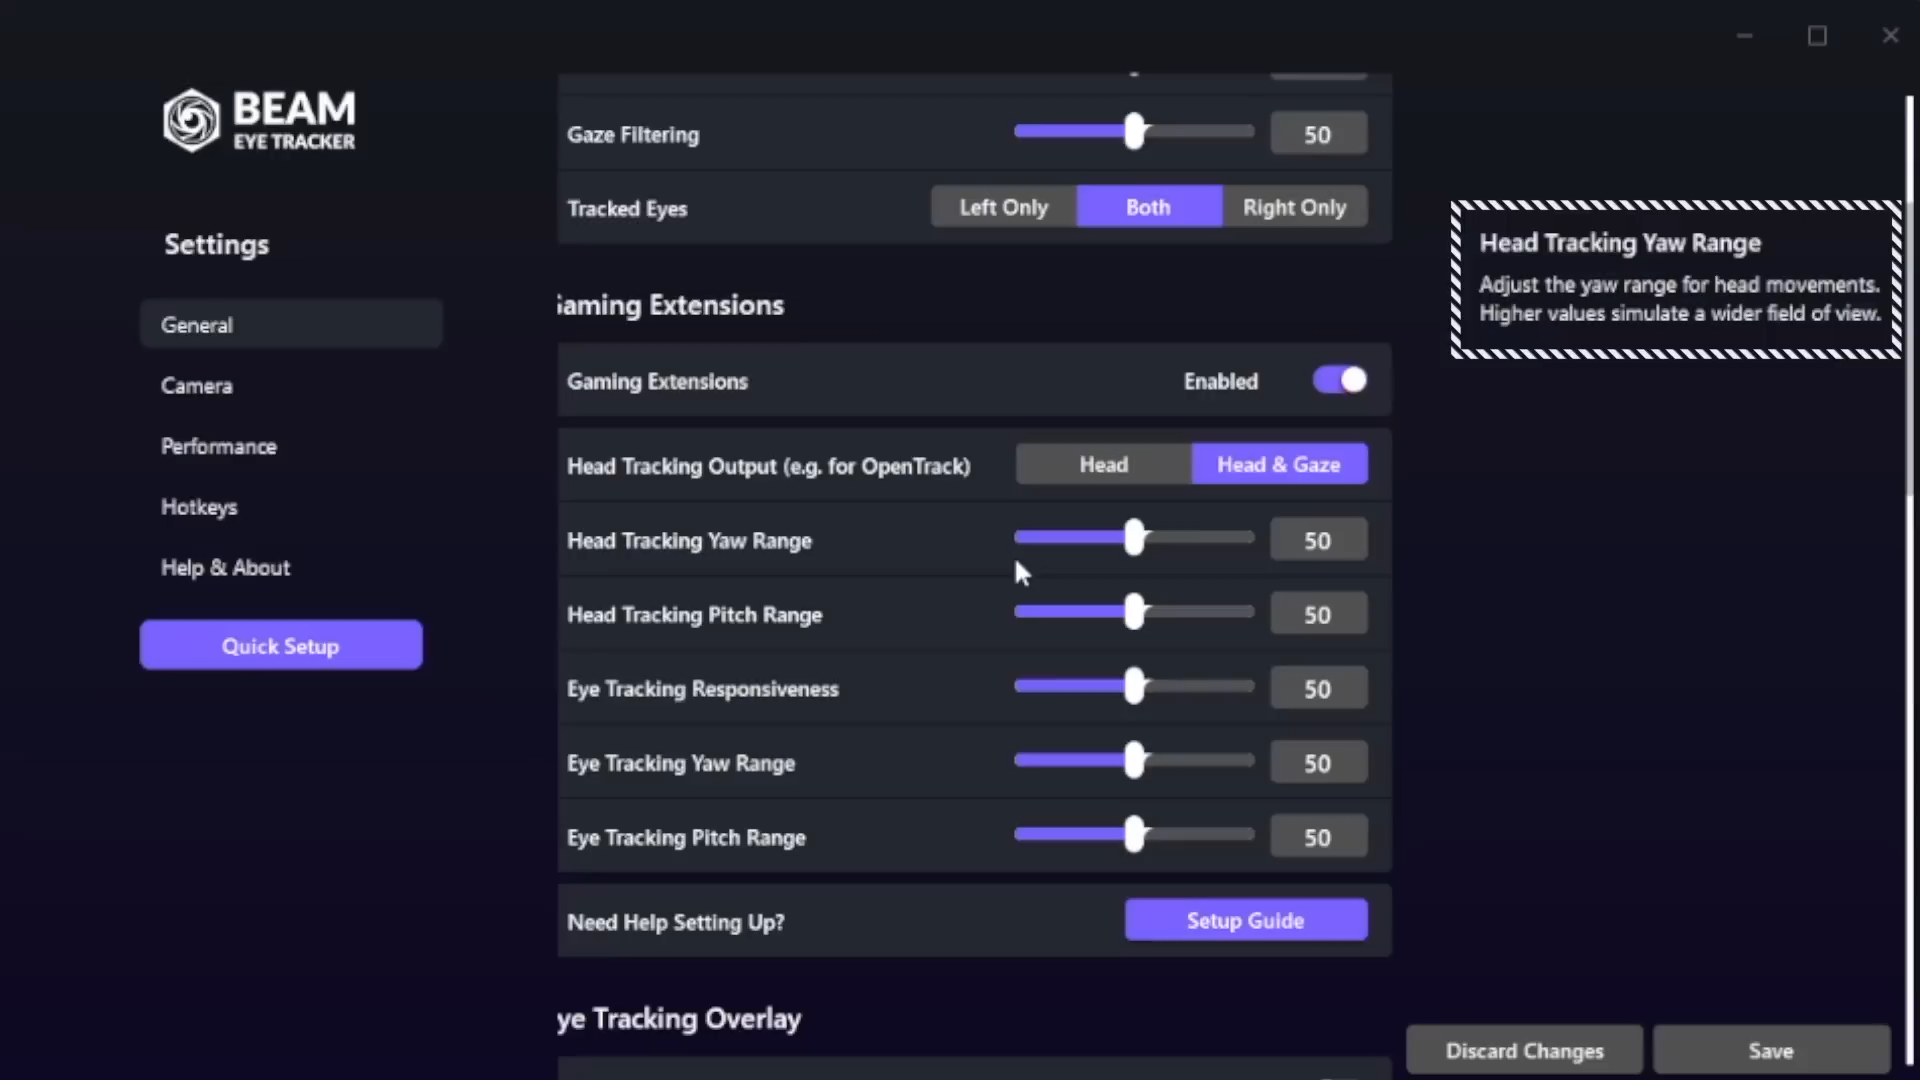 BEAM
EYE TRACKER
Settings
General
Camera
Performance
Hotkeys
Help & About
Quick Setup
Gaze Filtering
50
Tracked Eyes
Left Only
Both
Right Only
Gaming Extensions
Gaming Extensions
Enabled
Head Tracking Output (e.g. for OpenTrack)
Head
Head & Gaze
Head Tracking Yaw Range
50
Head Tracking Pitch Range
50
Eye Tracking Responsiveness
50
Eye Tracking Yaw Range
50
Eye Tracking Pitch Range
50
Need Help Setting Up?
Setup Guide
ye Tracking Overlay
Head Tracking Yaw Range
Adjust the yaw range for head movements.
Higher values simulate a wider field of view.
Discard Changes
Save